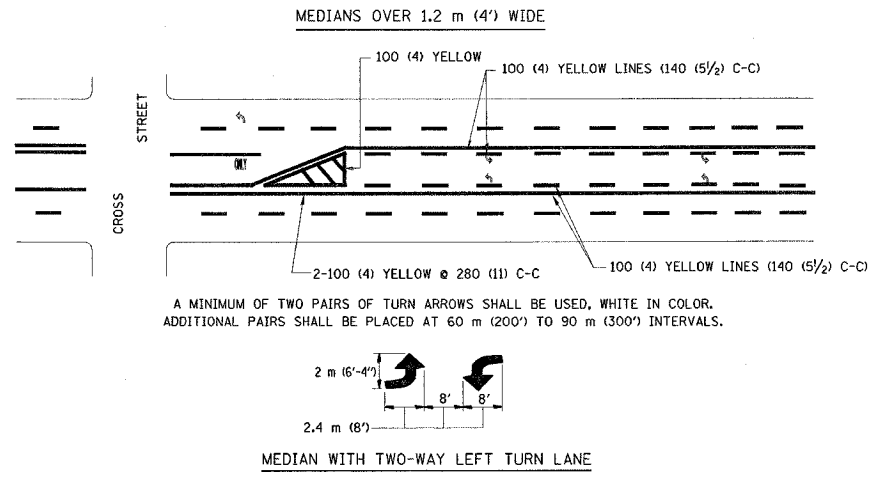 MEDIANS OVER 1.2 m (4') WIDE
100 (4) YELLOW
100 (4) YELLOW LINES (140 (5½) C-C)
CROSS STREET
ONLY
2-100 (4) YELLOW @ 280 (11) C-C
100 (4) YELLOW LINES (140 (5½) C-C)
A MINIMUM OF TWO PAIRS OF TURN ARROWS SHALL BE USED, WHITE IN COLOR.
ADDITIONAL PAIRS SHALL BE PLACED AT 60 m (200') TO 90 m (300') INTERVALS.
2 m (6'-4")
8' 8'
2.4 m (8')
MEDIAN WITH TWO-WAY LEFT TURN LANE